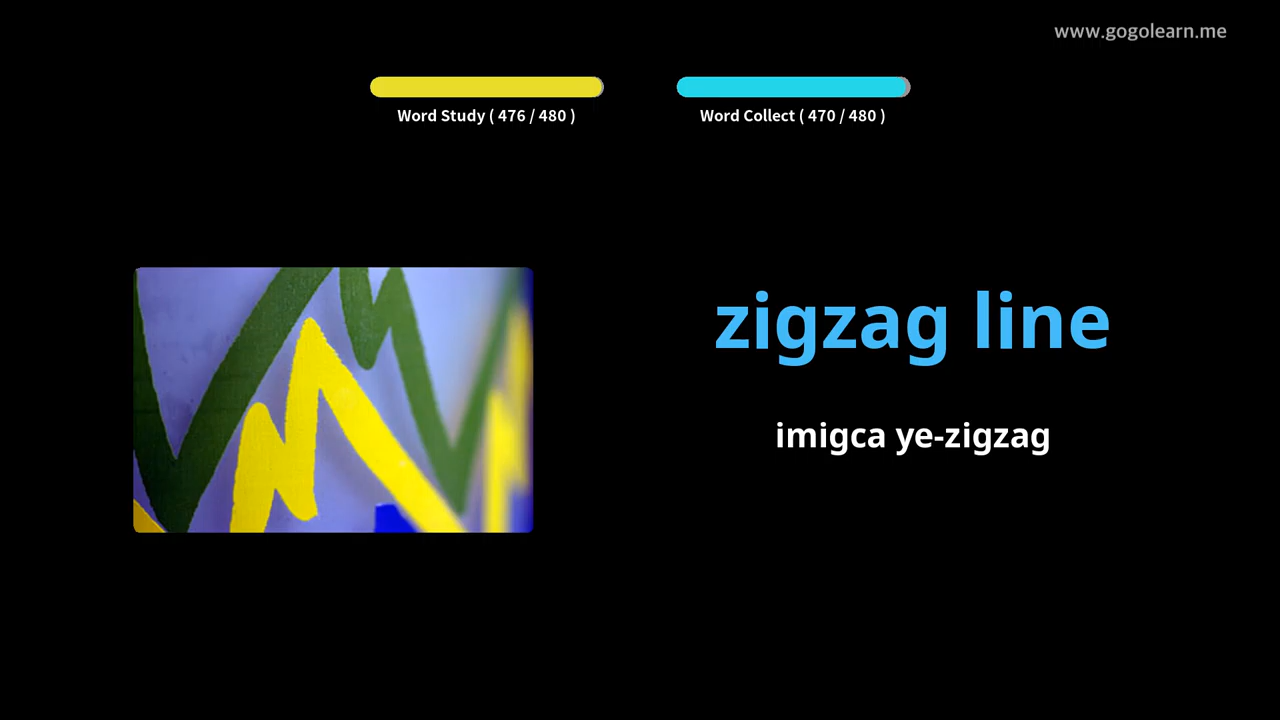 www.gogolearn.me
Word Study ( 476 / 480 )
Word Collect ( 470 / 480 )
zigzag line
imigca ye-zigzag